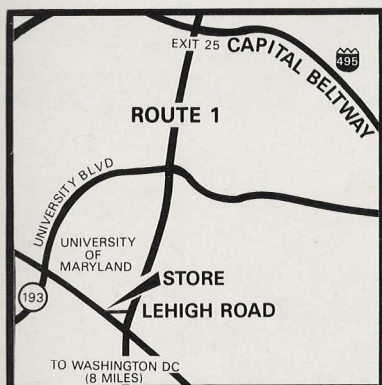 EXIT 25
CAPITAL BELTWAY
495
ROUTE 1
UNIVERSITY BLVD
UNIVERSITY
OF
MARYLAND
STORE
193
LEHIGH ROAD
TO WASHINGTON DC
(8 MILES)